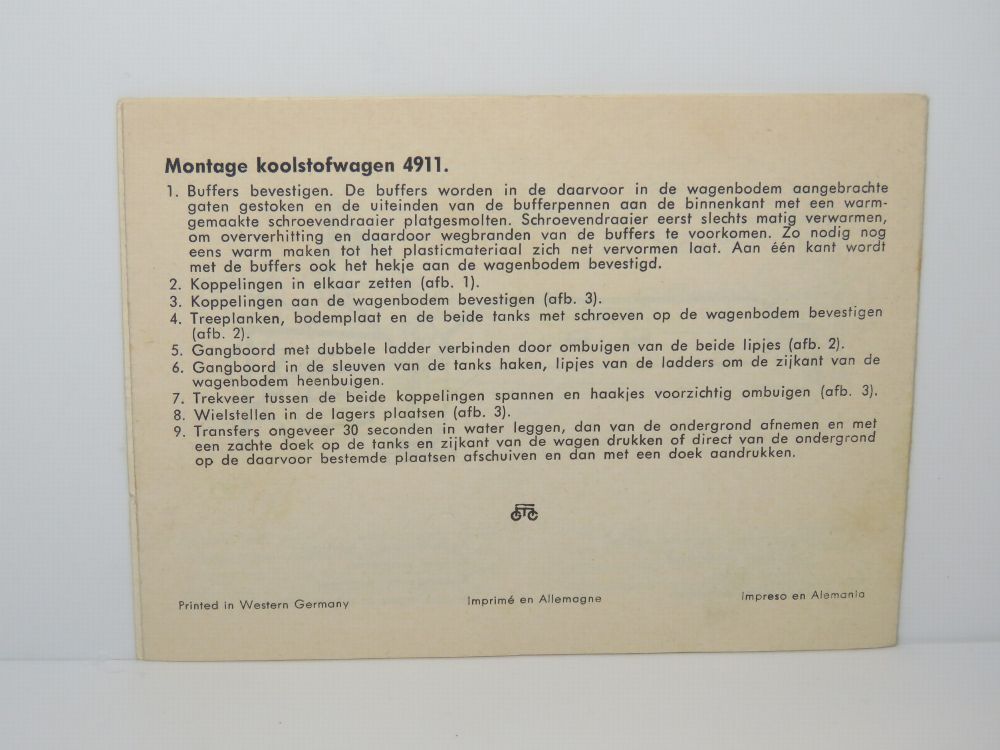 Montage koolstofwagen 4911.
1. Buffers bevestigen. De buffers worden in de daarvoor in de wagenbodem aangebrachte
gaten gestoken en de uiteinden van de bufferpennen aan de binnenkant met een warm-
gemaakte schroevendraaier platgesmolten. Schroevendraaier eerst slechts matig verwarmen,
om oververhitting en daardoor wegbranden van de buffers te voorkomen. Zo nodig nog
eens warm maken tot het plasticmateriaal zich net vervormen laat. Aan één kant wordt
met de buffers ook het hekje aan de wagenbodem bevestigd.
2. Koppelingen in elkaar zetten (afb. 1).
3. Koppelingen aan de wagenbodem bevestigen (afb. 3).
4. Treeplanken, bodemplaat en de beide tanks met schroeven op de wagenbodem bevestigen
(afb. 2).
5. Gangboord met dubbele ladder verbinden door ombuigen van de beide lipjes (afb. 2).
6. Gangboord in de sleuven van de tanks haken, lipjes van de ladders om de zijkant van de
wagenbodem heenbuigen.
7. Trekveer tussen de beide koppelingen spannen en haakjes voorzichtig ombuigen (afb. 3).
8. Wielstellen in de lagers plaatsen (afb. 3).
9. Transfers ongeveer 30 seconden in water leggen, dan van de ondergrond afnemen en met
een zachte doek op de tanks en zijkant van de wagen drukken of direct van de ondergrond
op de daarvoor bestemde plaatsen afschuiven en dan met een doek aandrukken.
Printed in Western Germany
Imprimé en Allemagne
Impreso en Alemania